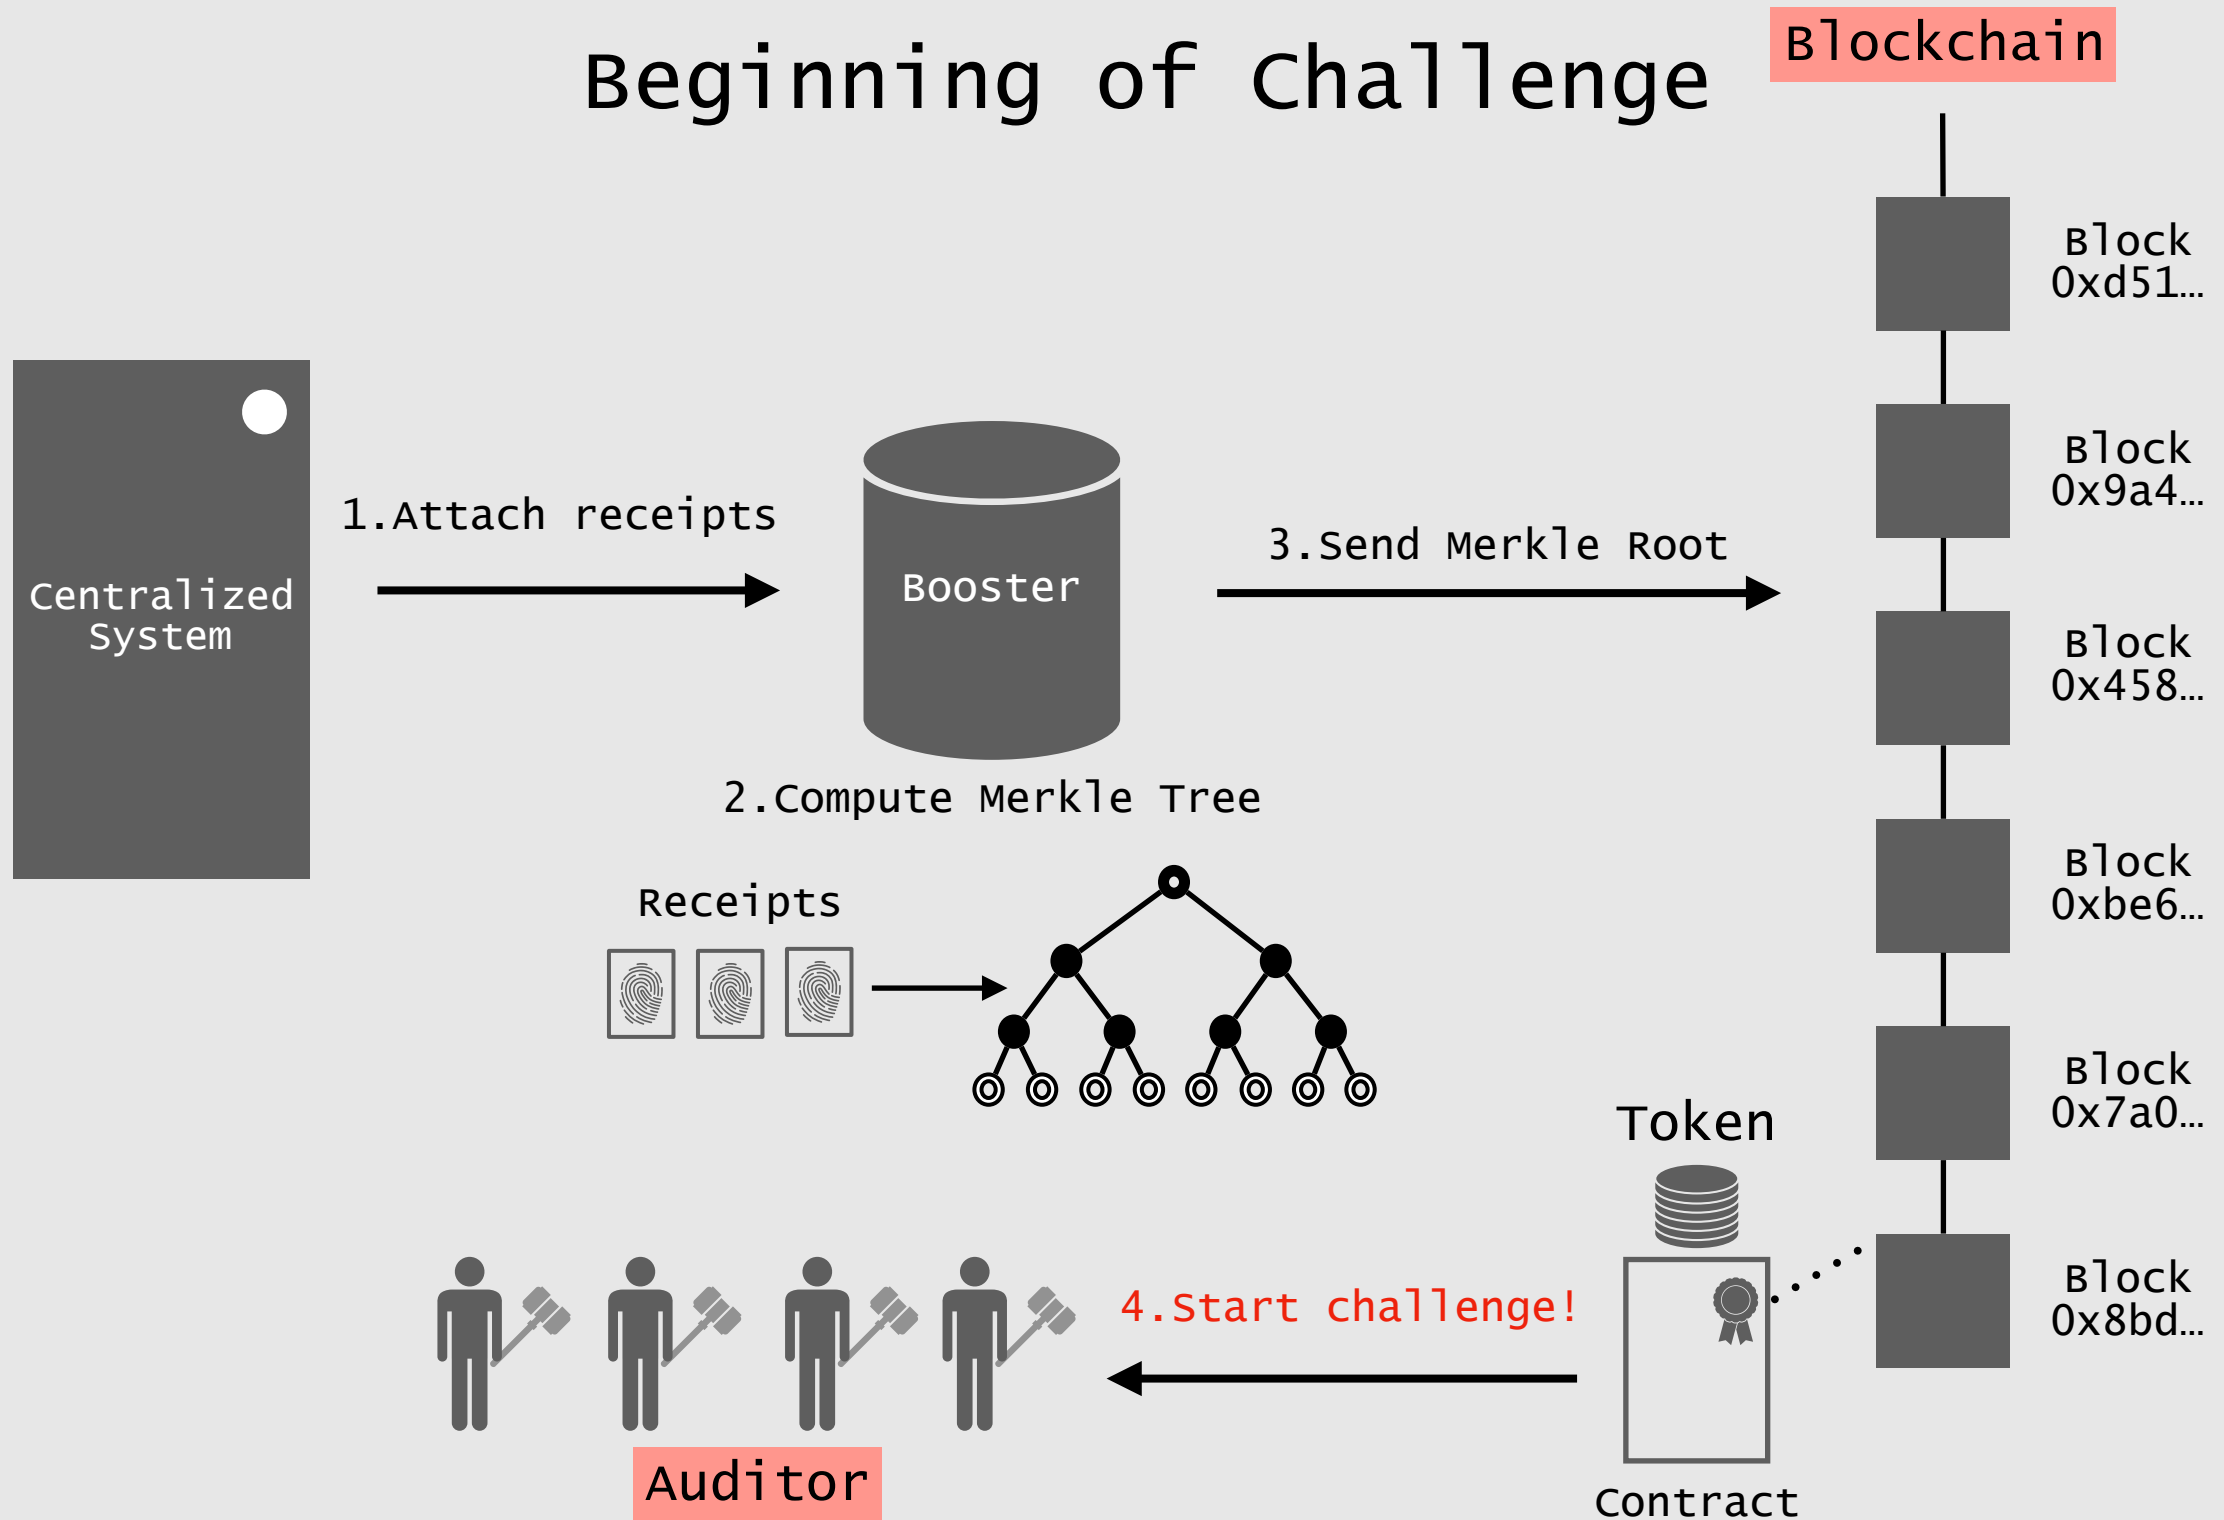 Beginning of Challenge
Blockchain
Block
0xd51…
Block
0x9a4…
Block
0x458…
Block
0xbe6…
Block
0x7a0…
Block
0x8bd…
Centralized
System
1.Attach receipts
Booster
3.Send Merkle Root
2.Compute Merkle Tree
Receipts
Token
4.Start challenge!
Auditor
Contract